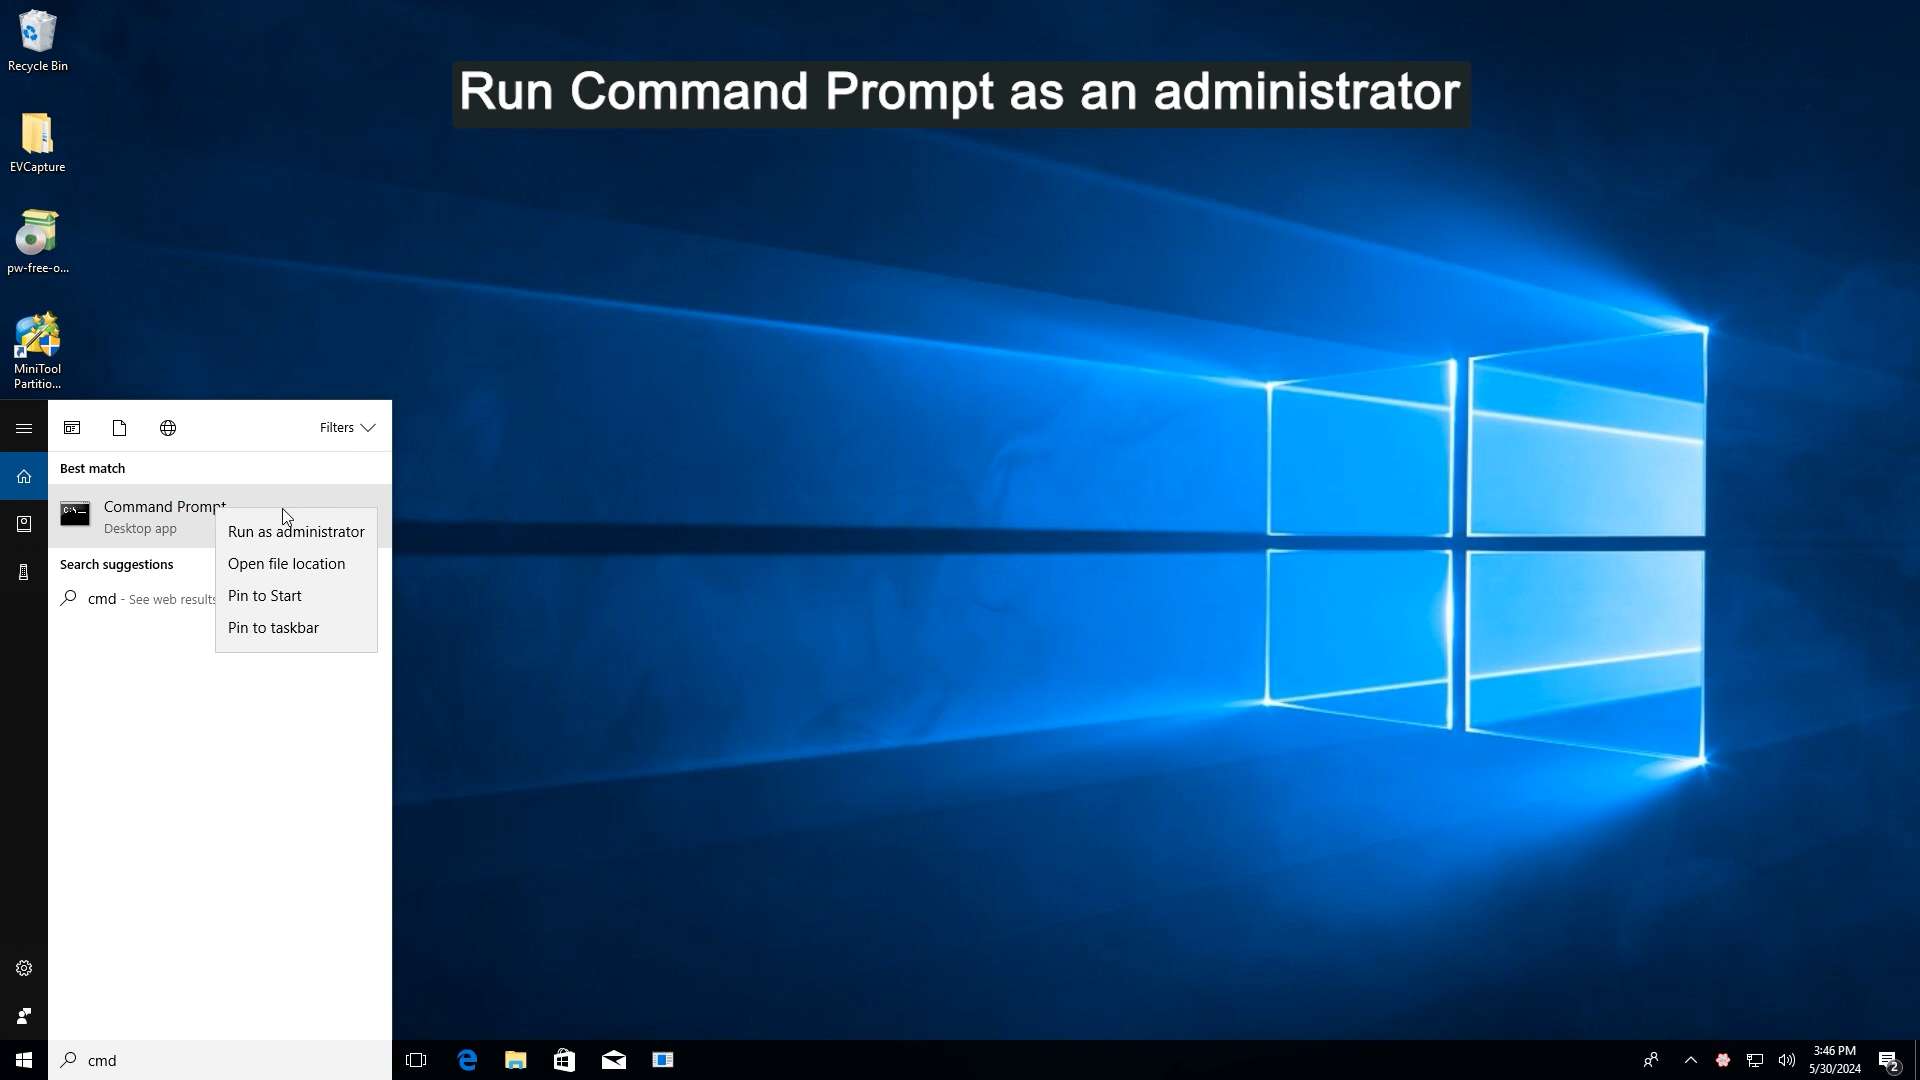 Recycle Bin
Run Command Prompt as an administrator
EVCapture
pw-free-o...
MiniTool
Partitio...
Filters
Best match
Command Prompt
Desktop app
Run as administrator
Open file location
Search suggestions
cmd - See web results
Pin to Start
Pin to taskbar
cmd
3:46 PM
5/30/2024
2